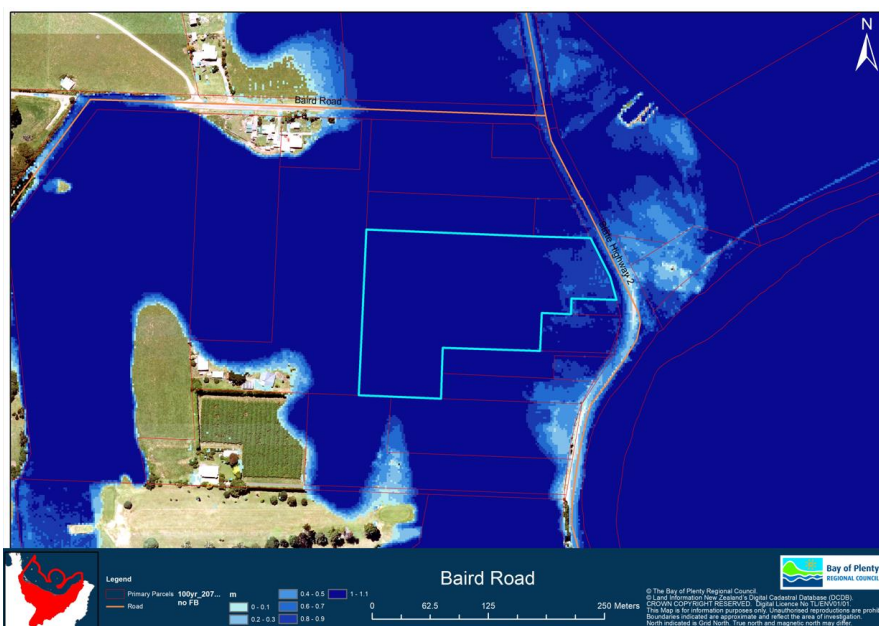 N
Baird Road
State Highway 2
Legend
Primary Parcels
Road
100yr_207...
no FB
m
0 - 0.1
0.2 - 0.3
0.4 - 0.5
0.6 - 0.7
0.8 - 0.9
1 - 1.1
Baird Road
0 62.5 125 250 Meters
Bay of Plenty
REGIONAL COUNCIL
© The Bay of Plenty Regional Council.
© Land Information New Zealand's Digital Cadastral Database (DCDB).
CROWN COPYRIGHT RESERVED. Digital Licence No TL/ENV01/01.
This Map is for information purposes only. Unauthorised reproductions are prohib
Boundaries indicated are approximate and reflect the area of investigation.
North indicated is Grid North. True north and magnetic north may differ.